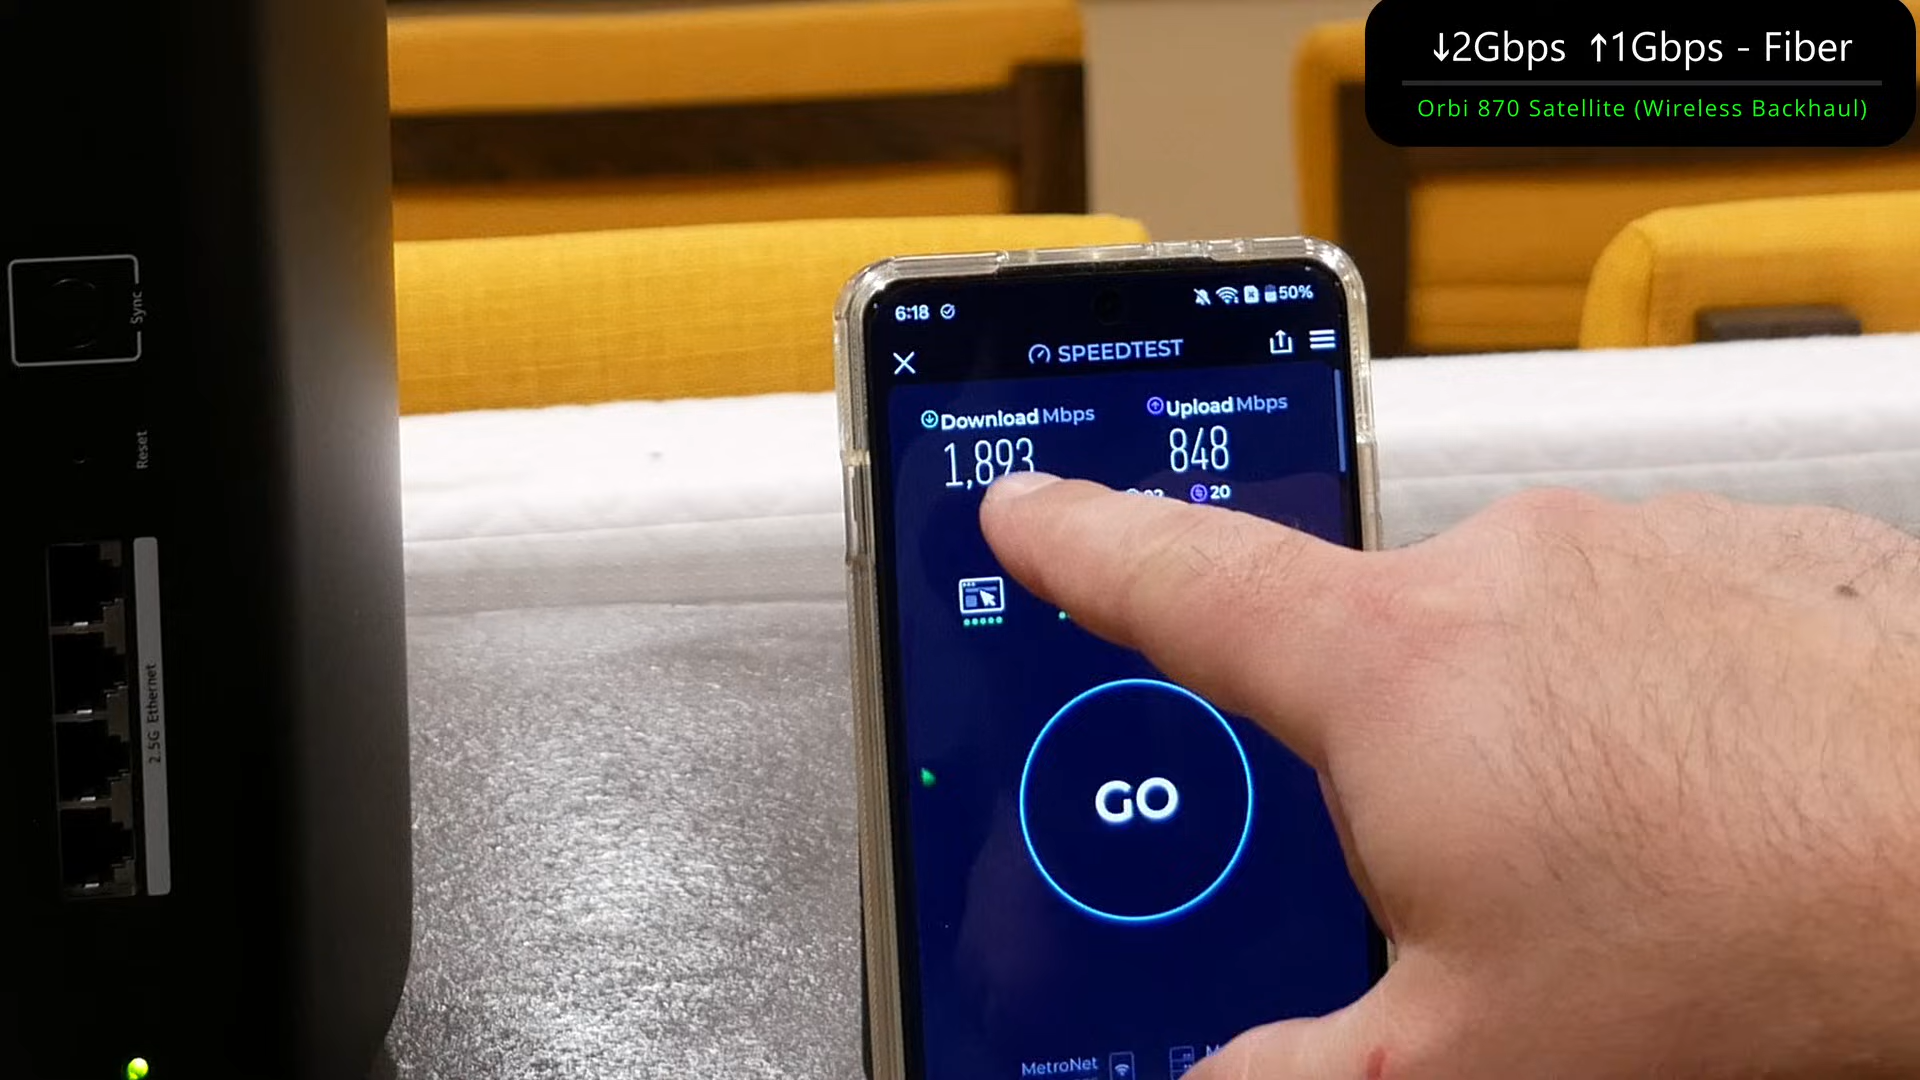 ↓2Gbps ↑1Gbps - Fiber
Orbi 870 Satellite (Wireless Backhaul)
Sync
Reset
2.5G Ethernet
6:18
50%
SPEEDTEST
Download Mbps
Upload Mbps
1,893
848
20
GO
MetroNet